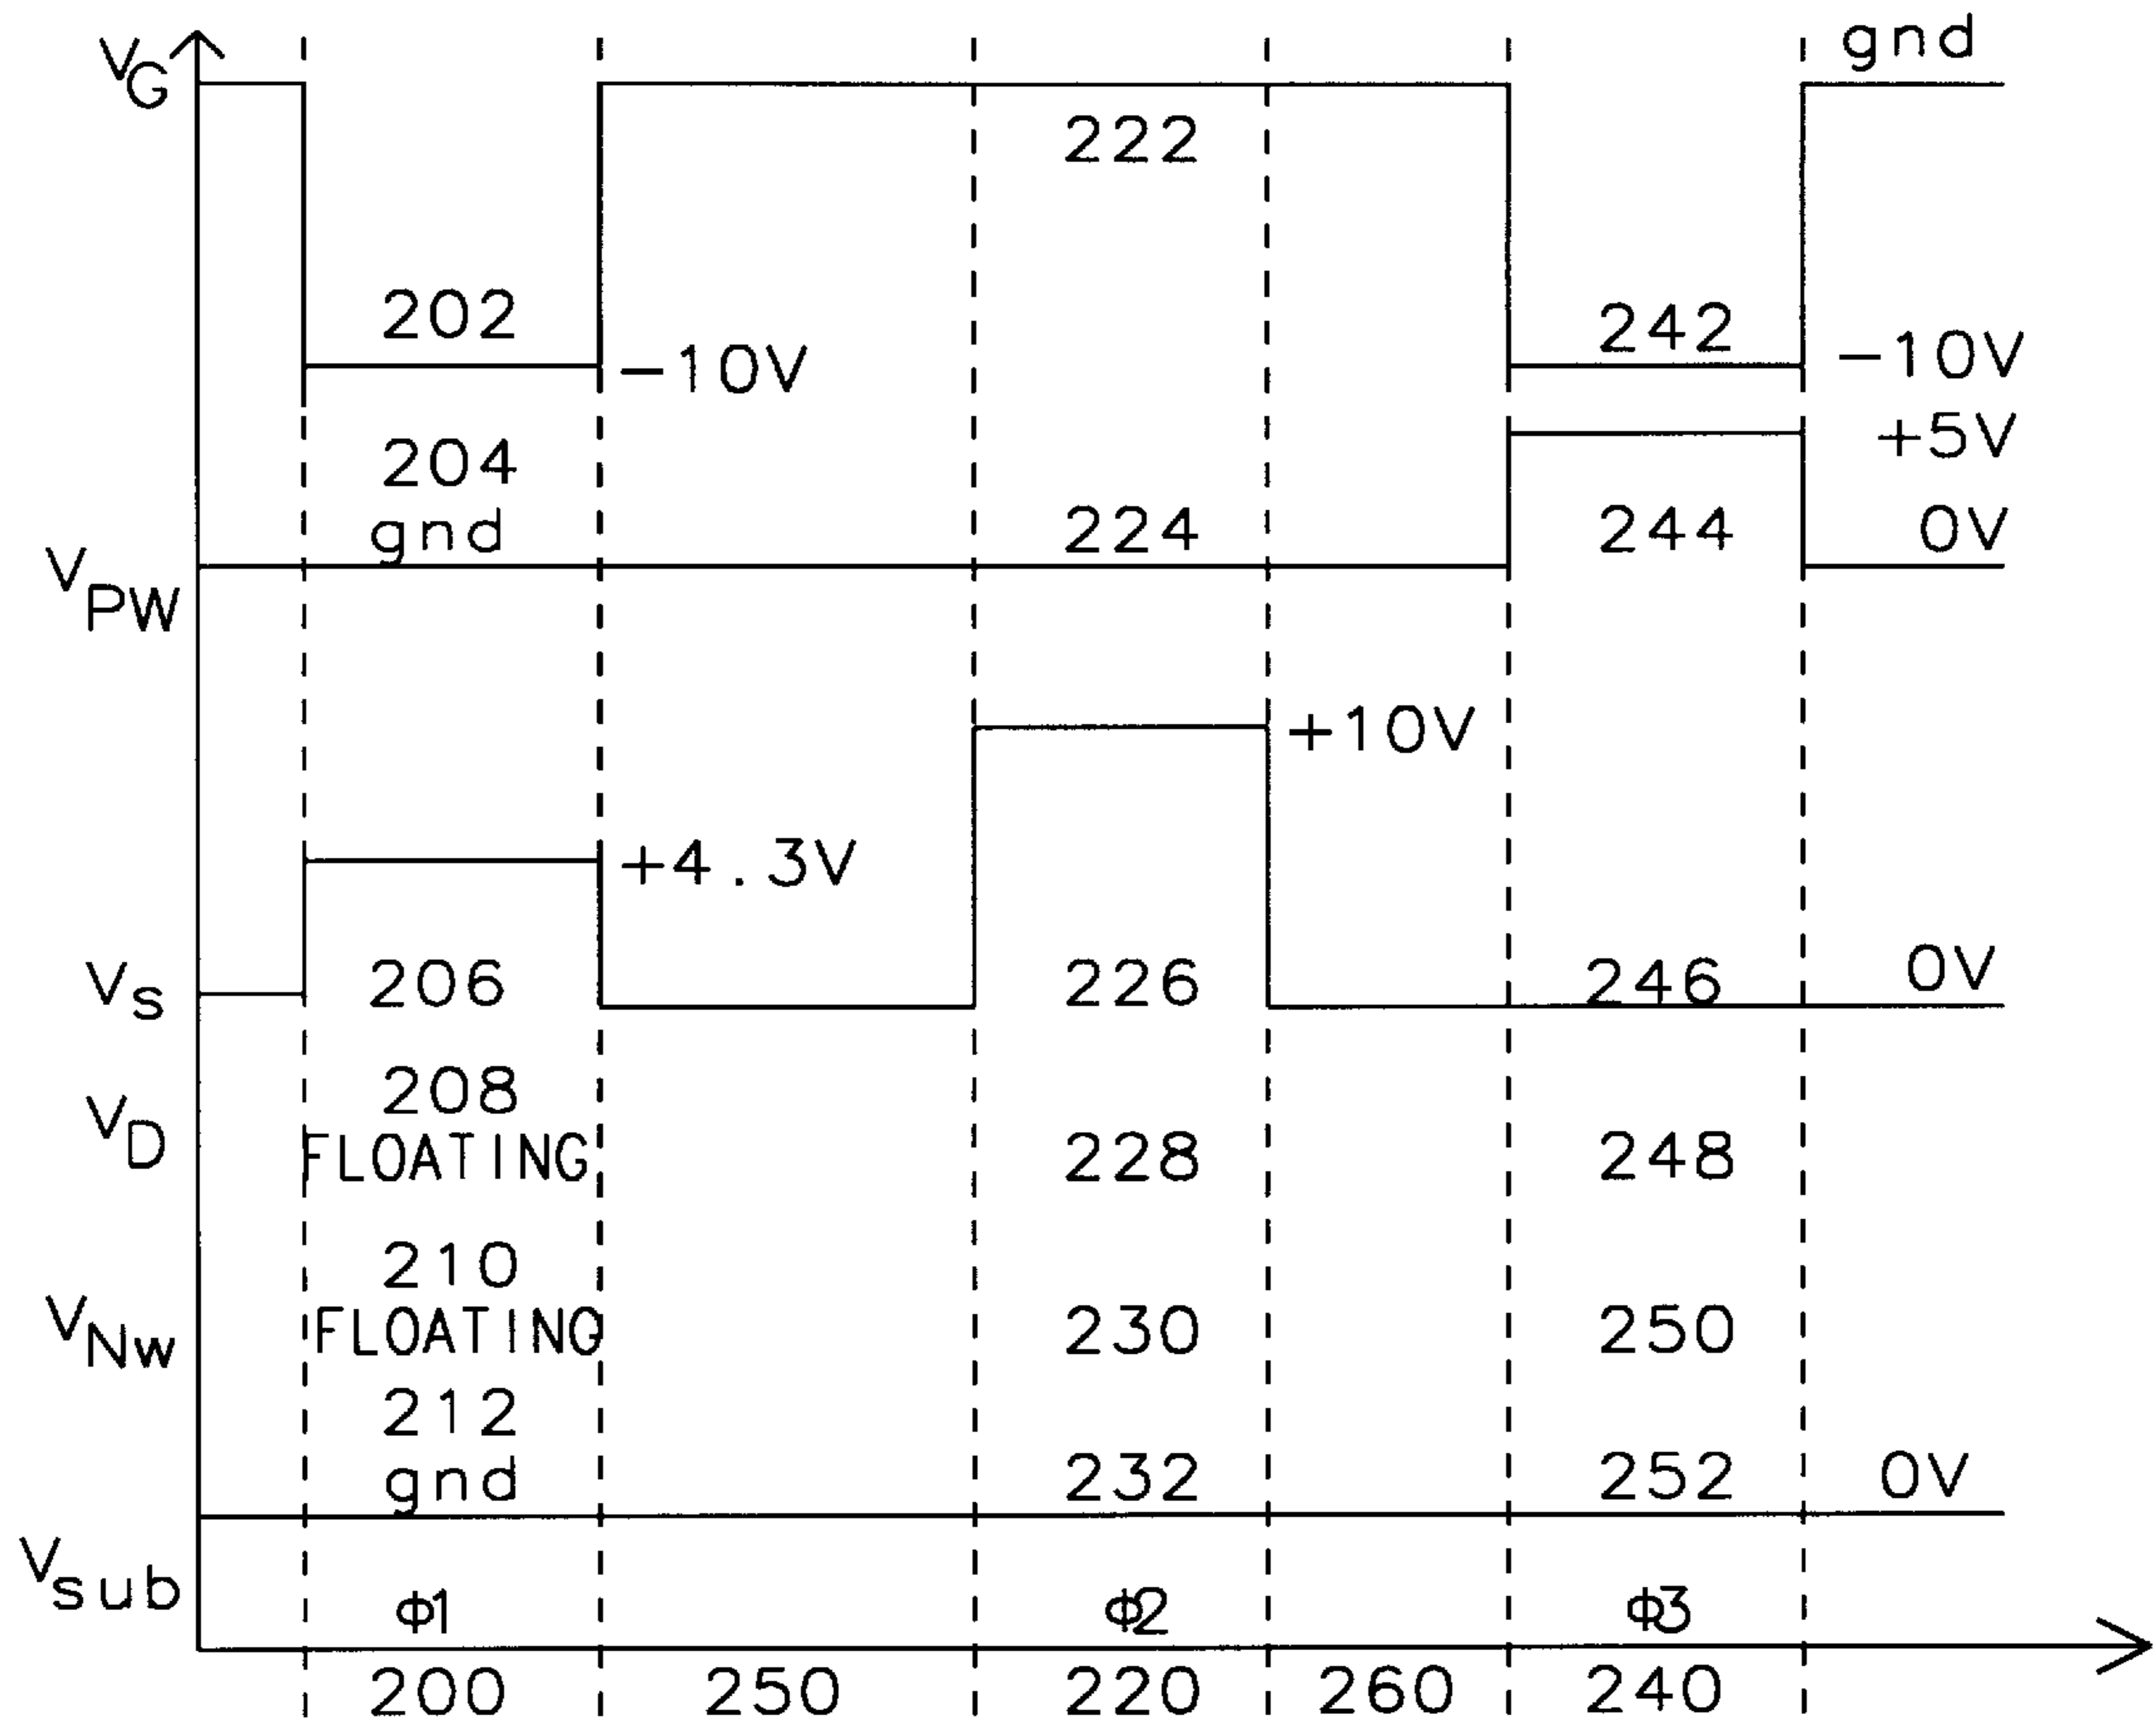 gnd
VG
222
202
242
-10V
-10V
+5V
204
gnd
224
244
0V
VPW
+10V
+4.3V
VS
206
226
246
0V
208
VD
FLOATING
228
248
210
VNW
FLOATING
230
250
212
gnd
232
252
0V
Vsub
Φ1
Φ2
Φ3
200
250
220
260
240